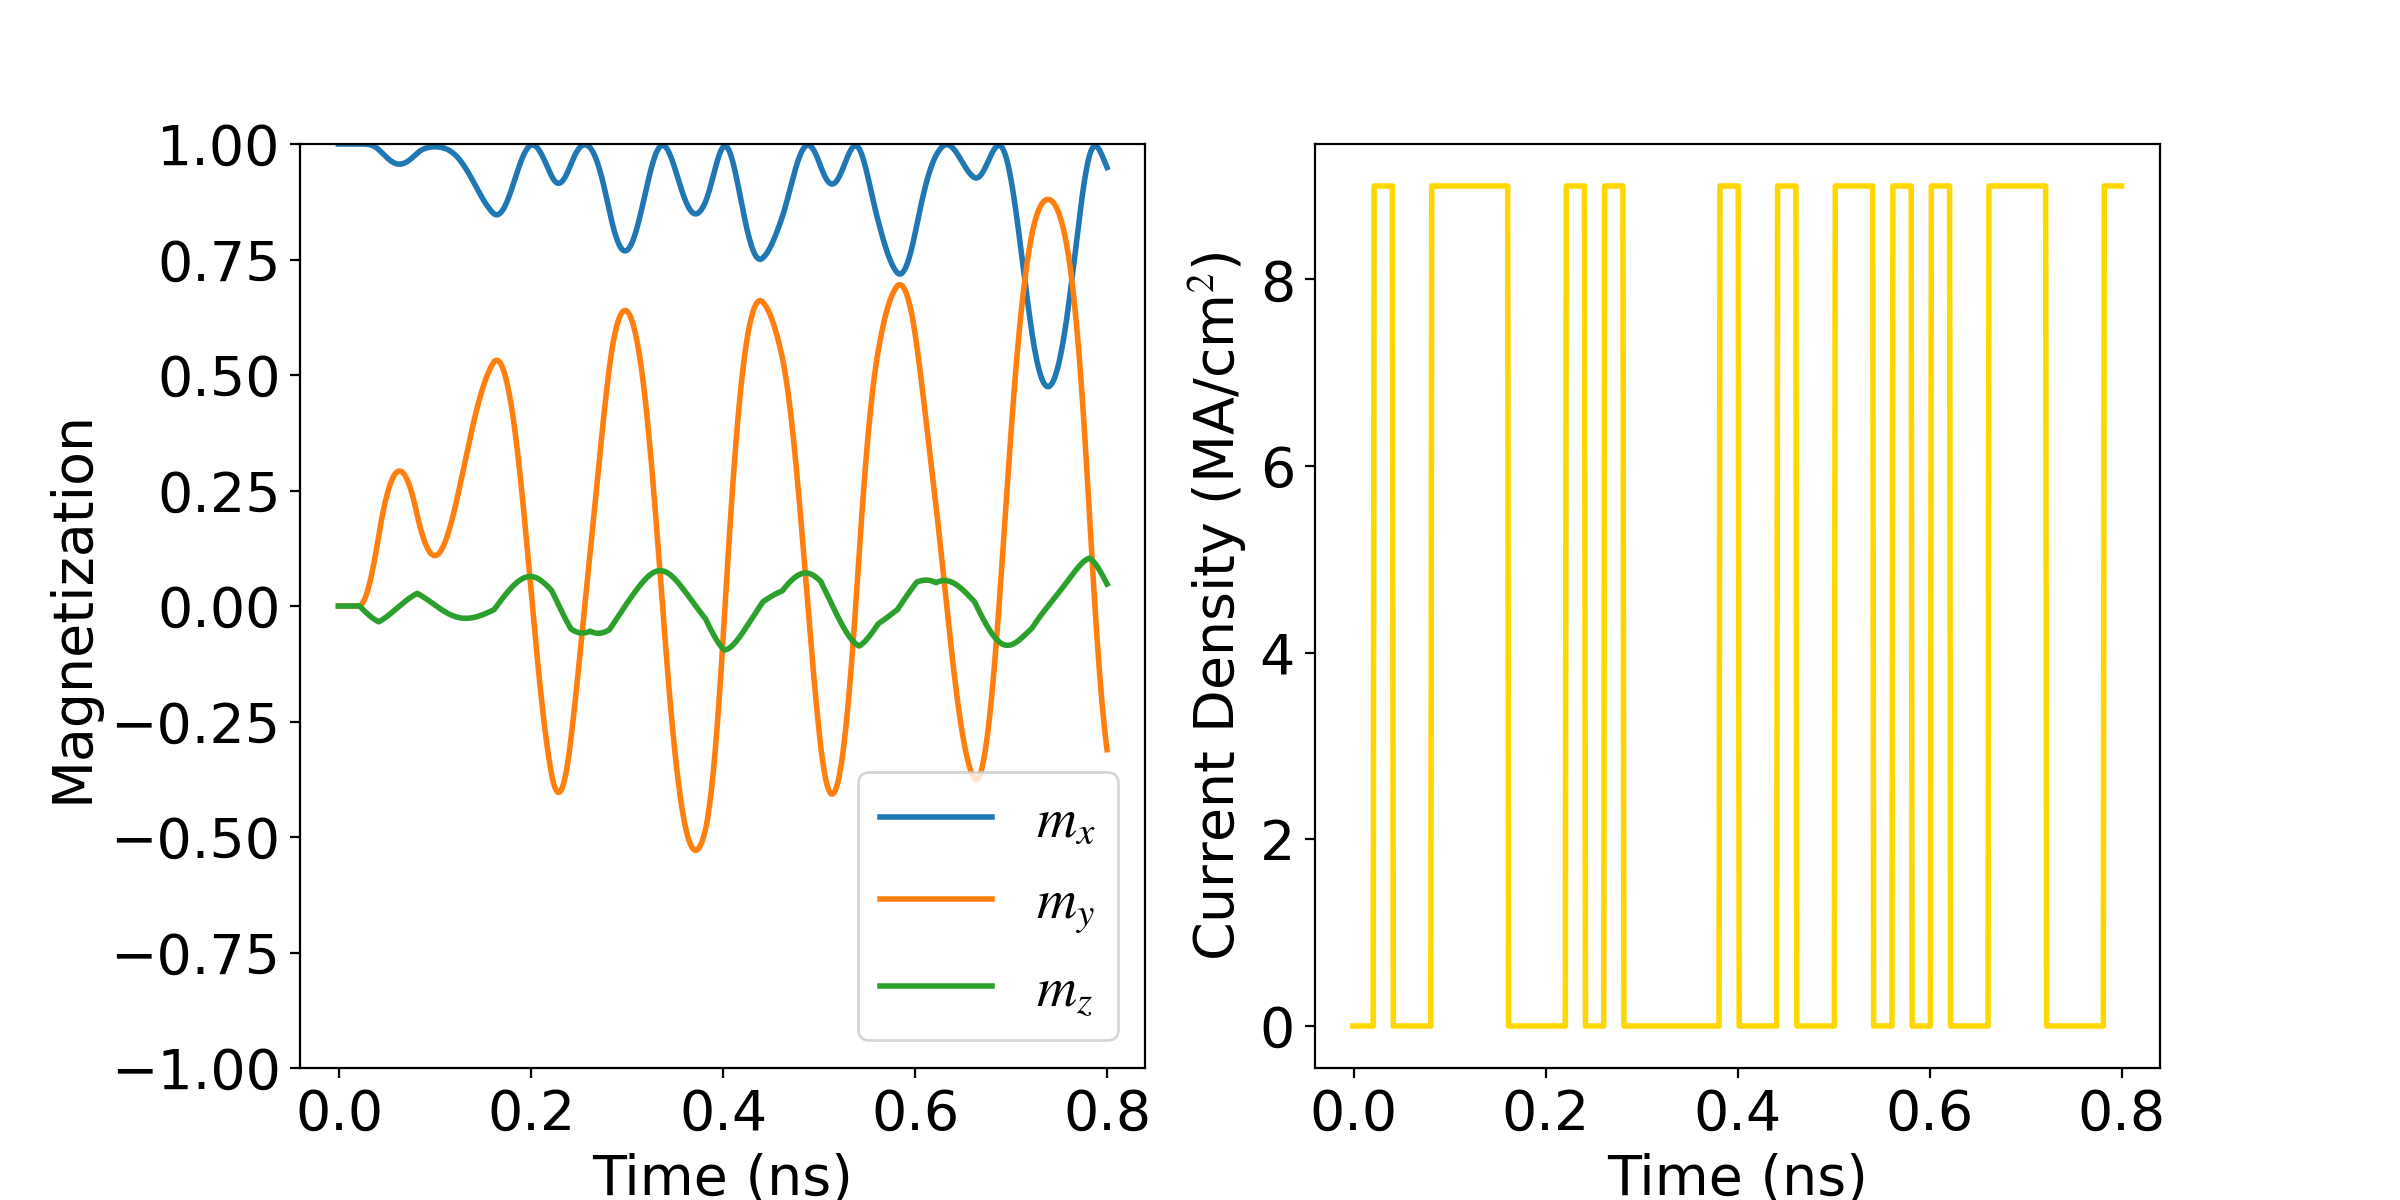 Magnetization
1.00
0.75
0.50
0.25
0.00
−0.25
−0.50
−0.75
−1.00
0.0 0.2 0.4 0.6 0.8
Time (ns)
mₓ
m_y
m_z
Current Density (MA/cm²)
8
6
4
2
0
0.0 0.2 0.4 0.6 0.8
Time (ns)